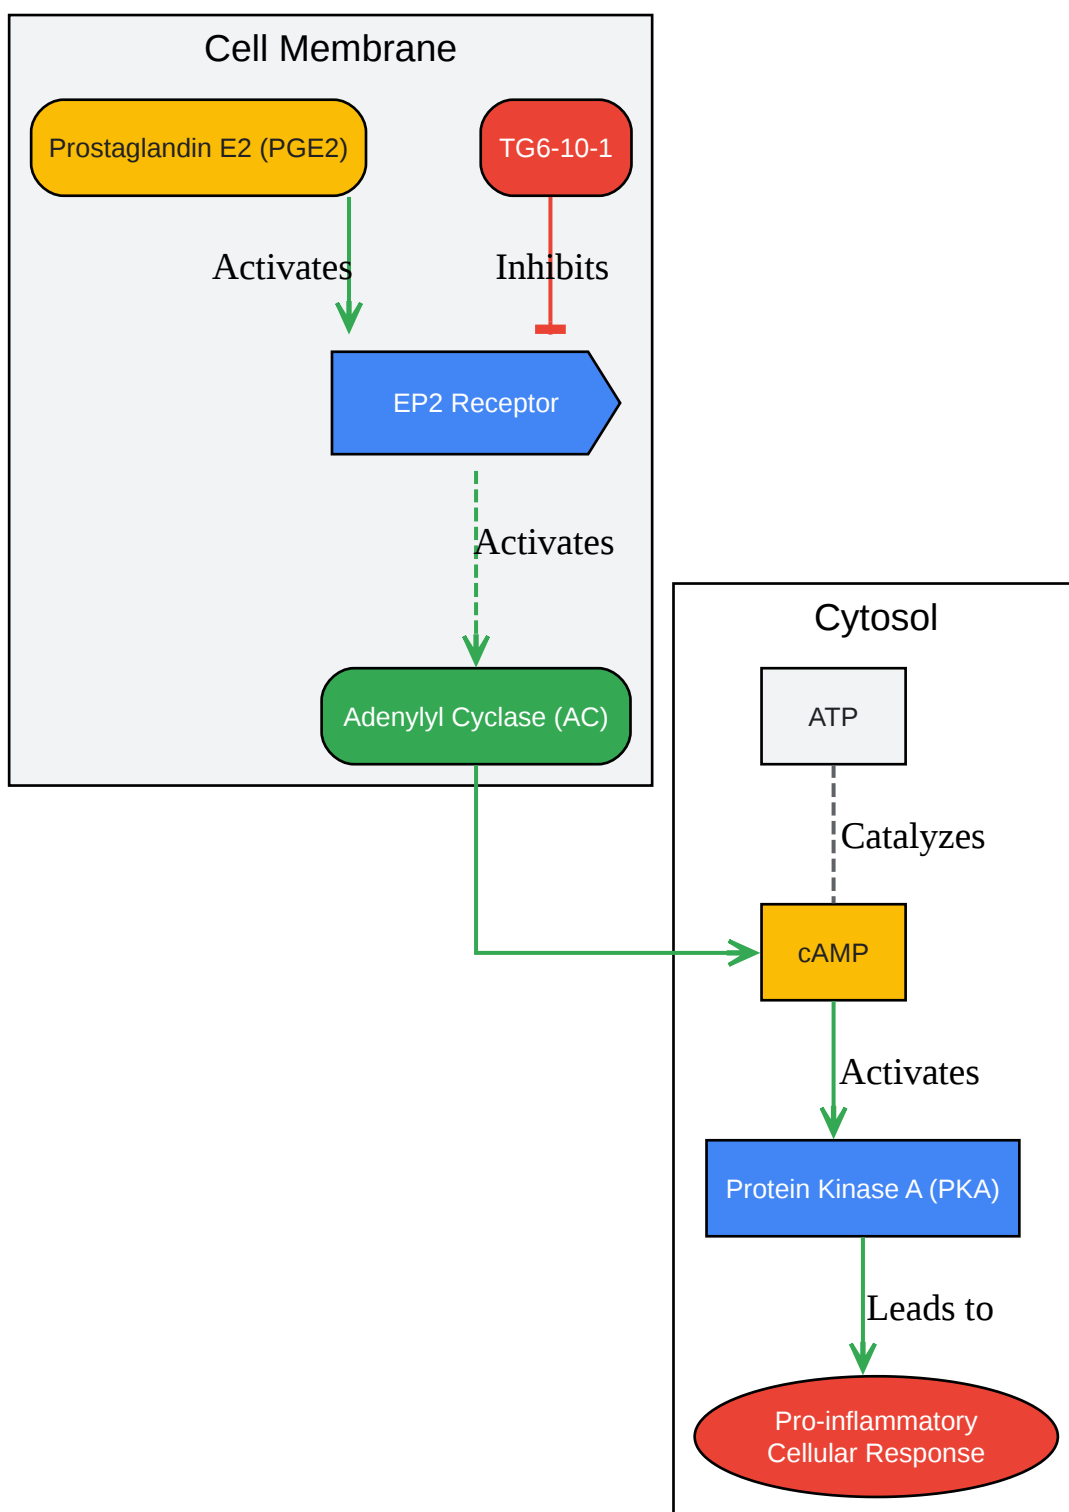 Cell Membrane
Prostaglandin E2 (PGE2)
TG6-10-1
Activates
Inhibits
EP2 Receptor
Activates
Adenylyl Cyclase (AC)
Cytosol
ATP
Catalyzes
cAMP
Activates
Protein Kinase A (PKA)
Leads to
Pro-inflammatory
Cellular Response